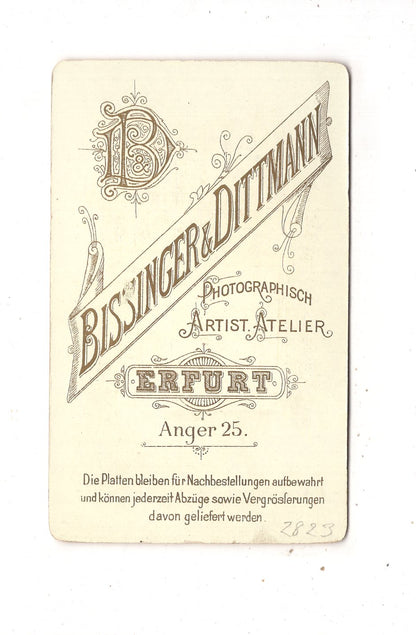 B&D
BISSINGER & DITTMANN
PHOTOGRAPHISCH
ARTIST. ATELIER
ERFURT
Anger 25.
Die Platten bleiben für Nachbestellungen aufbewahrt
und können jederzeit Abzüge sowie Vergrösserungen
davon geliefert werden.
2823